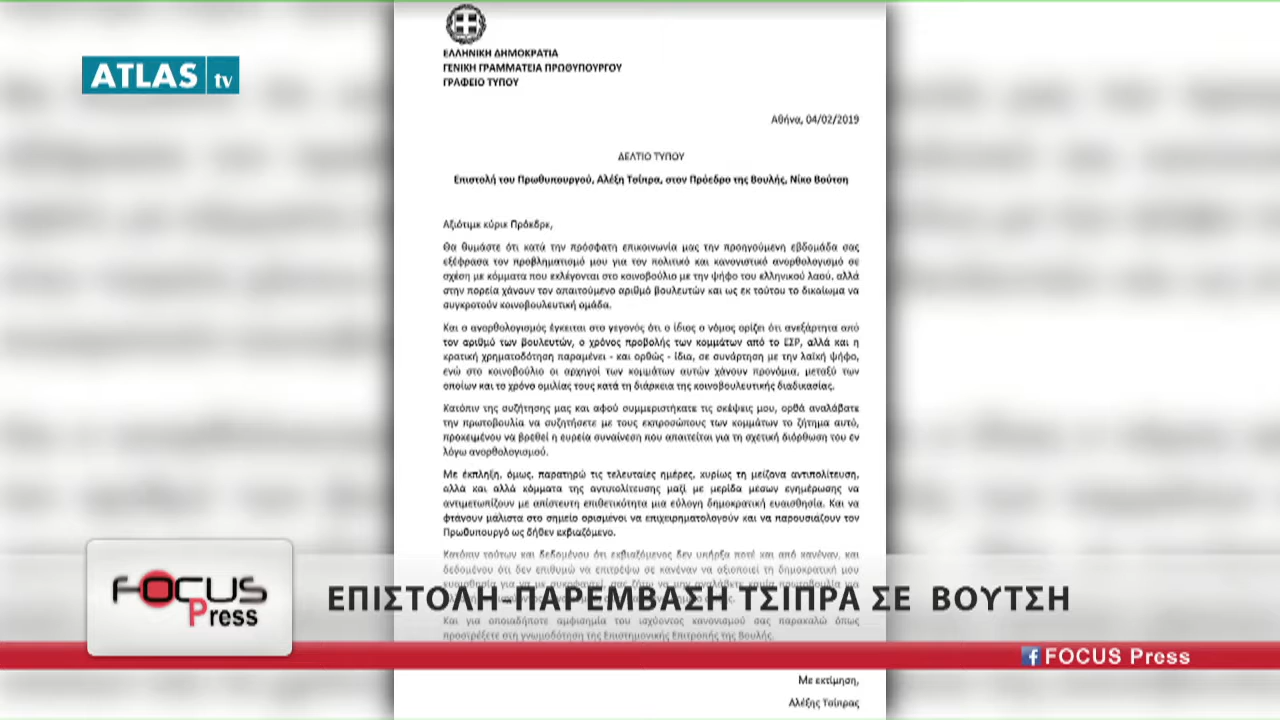 ATLAS tv
ΕΛΛΗΝΙΚΗ ΔΗΜΟΚΡΑΤΙΑ
ΓΕΝΙΚΗ ΓΡΑΜΜΑΤΕΙΑ ΠΡΩΘΥΠΟΥΡΓΟΥ
ΓΡΑΦΕΙΟ ΤΥΠΟΥ
Αθήνα, 04/02/2019
ΔΕΛΤΙΟ ΤΥΠΟΥ
Επιστολή του Πρωθυπουργού, Αλέξη Τσίπρα, στον Πρόεδρο της Βουλής, Νίκο Βούτση
Αξιότιμε κύριε Πρόεδρε,
Θα θυμάστε ότι κατά την πρόσφατη επικοινωνία μας την προηγούμενη εβδομάδα σας
εξέφρασα τον προβληματισμό μου για τον πολιτικό και κανονιστικό ανορθολογισμό σε
σχέση με κόμματα που εκλέγονται στο κοινοβούλιο με την ψήφο του ελληνικού λαού, αλλά
στην πορεία χάνουν τον απαιτούμενο αριθμό βουλευτών και ως εκ τούτου το δικαίωμα να
συγκροτούν κοινοβουλευτική ομάδα.
Και ο ανορθολογισμός έγκειται στο γεγονός ότι ο ίδιος ο νόμος ορίζει ότι ανεξάρτητα από
τον αριθμό των βουλευτών, ο χρόνος προβολής των κομμάτων από το ΕΣΡ, αλλά και η
κρατική χρηματοδότηση παραμένει - και ορθώς - ίδια, σε συνάρτηση με την λαϊκή ψήφο,
ενώ στο κοινοβούλιο οι αρχηγοί των κομμάτων αυτών χάνουν προνόμια, μεταξύ των
οποίων και το χρόνο ομιλίας τους κατά τη διάρκεια της κοινοβουλευτικής διαδικασίας.
Κατόπιν της συζήτησης μας και αφού συμμεριστήκατε τις σκέψεις μου, ορθά αναλάβατε
την πρωτοβουλία να συζητήσετε με τους εκπροσώπους των κομμάτων το ζήτημα αυτό,
προκειμένου να βρεθεί η ευρεία συναίνεση που απαιτείται για τη σχετική διόρθωση του εν
λόγω ανορθολογισμού.
Με έκπληξη, όμως, παρατηρώ τις τελευταίες ημέρες, κυρίως τη μείζονα αντιπολίτευση,
αλλά και αλλά κόμματα της αντιπολίτευσης μαζί με μερίδα μέσων ενημέρωσης να
αντιμετωπίζουν με απίστευτη επιθετικότητα μια εύλογη δημοκρατική ευαισθησία. Και να
φτάνουν μάλιστα στο σημείο ορισμένοι να επιχειρηματολογούν και να παρουσιάζουν τον
Πρωθυπουργό ως δήθεν εκβιαζόμενο.
Κατόπιν τούτων και δεδομένου ότι εκβιαζόμενος δεν υπήρξα ποτέ και από κανέναν, και
δεδομένου ότι δεν επιθυμώ να επιτρέψω σε κανέναν να αξιοποιεί τη δημοκρατική μου
ευαισθησία για να με συκοφαντεί, σας ζητώ να μην αναλάβετε καμία πρωτοβουλία για
Και για οποιαδήποτε αμφισημία του ισχύοντος κανονισμού σας παρακαλώ όπως
προστρέξετε στη γνωμοδότηση της Επιστημονικής Επιτροπής της Βουλής.
Με εκτίμηση,
Αλέξης Τσίπρας
FOCUS
Press
ΕΠΙΣΤΟΛΗ-ΠΑΡΕΜΒΑΣΗ ΤΣΙΠΡΑ ΣΕ ΒΟΥΤΣΗ
f FOCUS Press